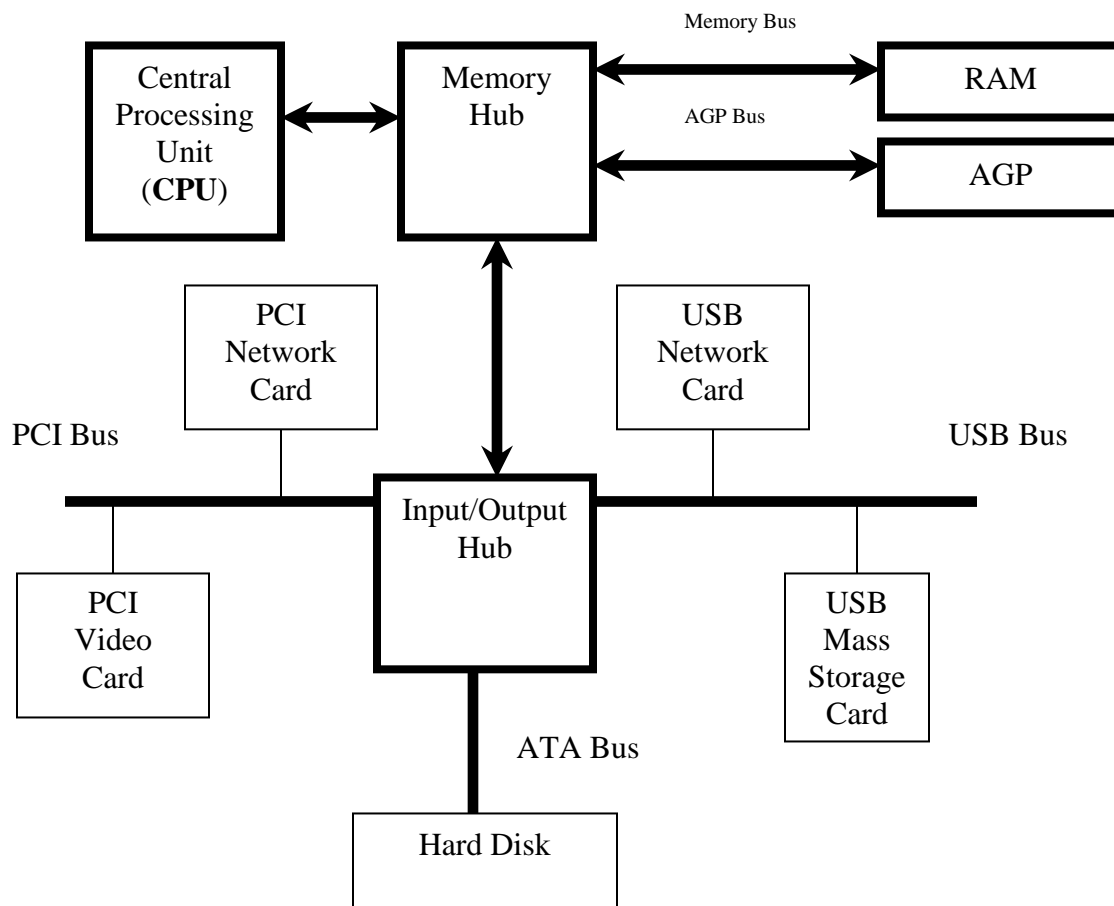 Memory Bus
Central
Processing
Unit
(CPU)
Memory
Hub
RAM
AGP Bus
AGP
PCI
Network
Card
USB
Network
Card
PCI Bus
USB Bus
Input/Output
Hub
PCI
Video
Card
USB
Mass
Storage
Card
ATA Bus
Hard Disk